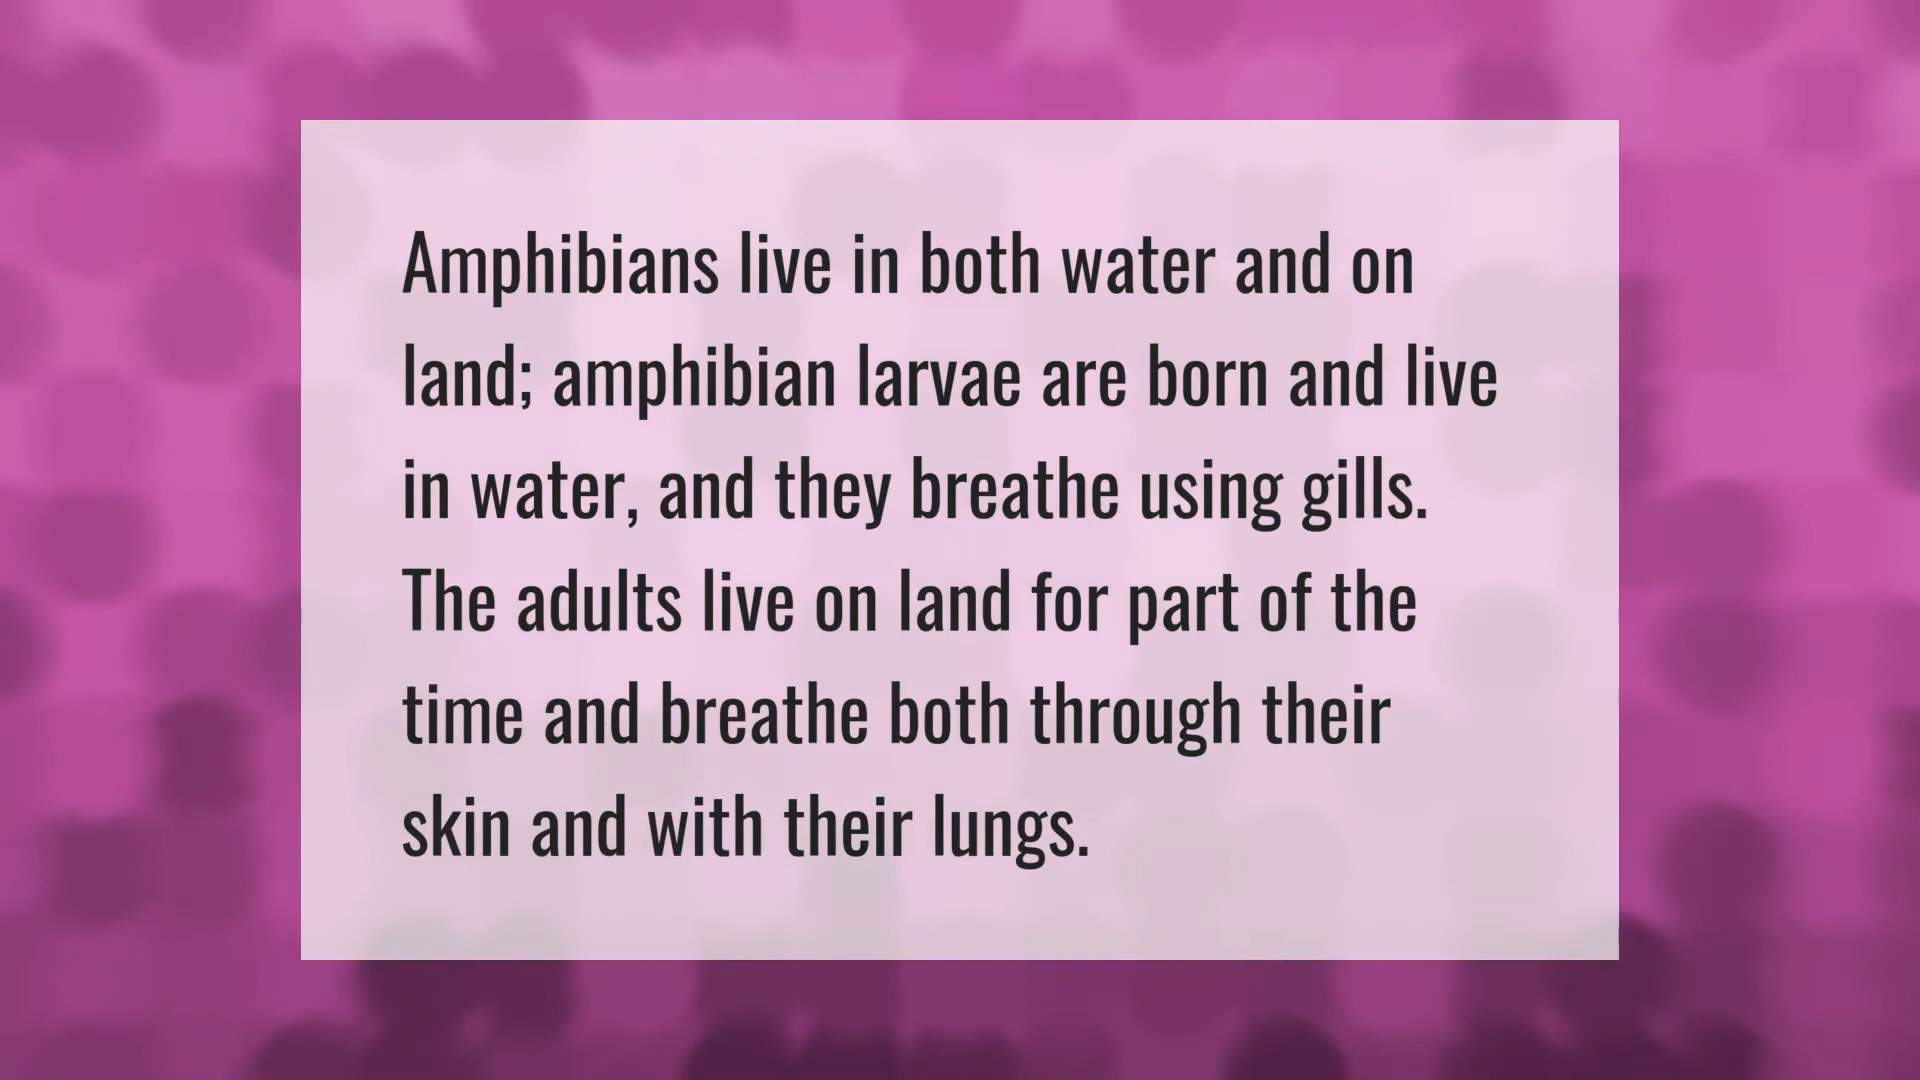 Amphibians live in both water and on
land; amphibian larvae are born and live
in water, and they breathe using gills.
The adults live on land for part of the
time and breathe both through their
skin and with their lungs.